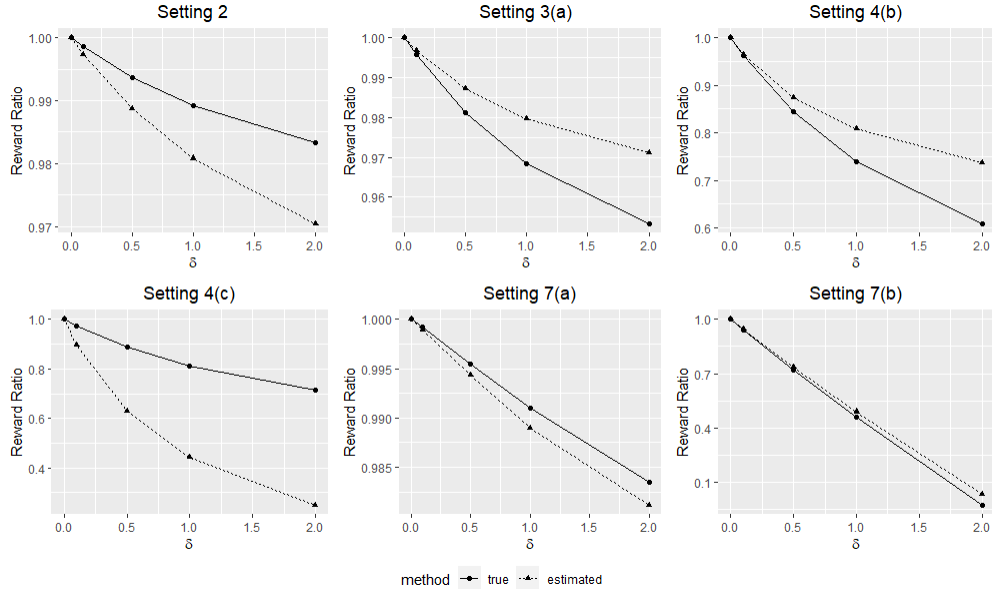 Setting 2
Reward Ratio
1.00
0.99
0.98
0.97
0.0 0.5 1.0 1.5 2.0
δ
Setting 3(a)
Reward Ratio
1.00
0.99
0.98
0.97
0.96
0.0 0.5 1.0 1.5 2.0
δ
Setting 4(b)
Reward Ratio
1.0
0.9
0.8
0.7
0.6
0.0 0.5 1.0 1.5 2.0
δ
Setting 4(c)
Reward Ratio
1.0
0.8
0.6
0.4
0.0 0.5 1.0 1.5 2.0
δ
Setting 7(a)
Reward Ratio
1.000
0.995
0.990
0.985
0.0 0.5 1.0 1.5 2.0
δ
Setting 7(b)
Reward Ratio
1.0
0.7
0.4
0.1
0.0 0.5 1.0 1.5 2.0
δ
method true estimated